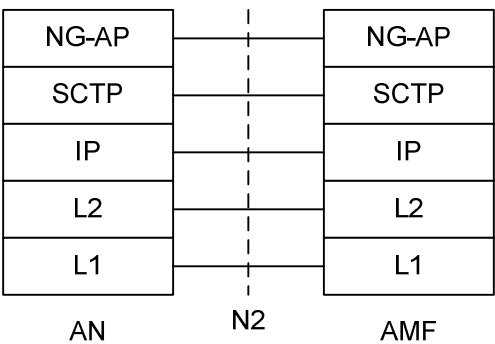 NG-AP NG-AP
SCTP SCTP
IP IP
L2 L2
L1 L1
AN N2 AMF